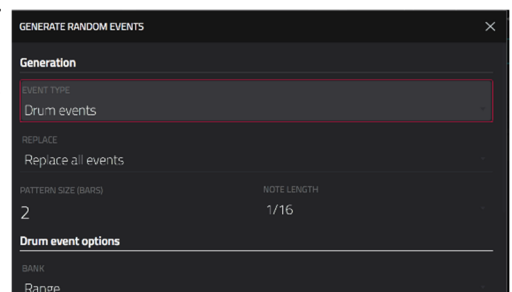 GENERATE RANDOM EVENTS
Generation
EVENT TYPE
Drum events
REPLACE
Replace all events
PATTERN SIZE (BARS) NOTE LENGTH
2 1/16
Drum event options
BANK
Range